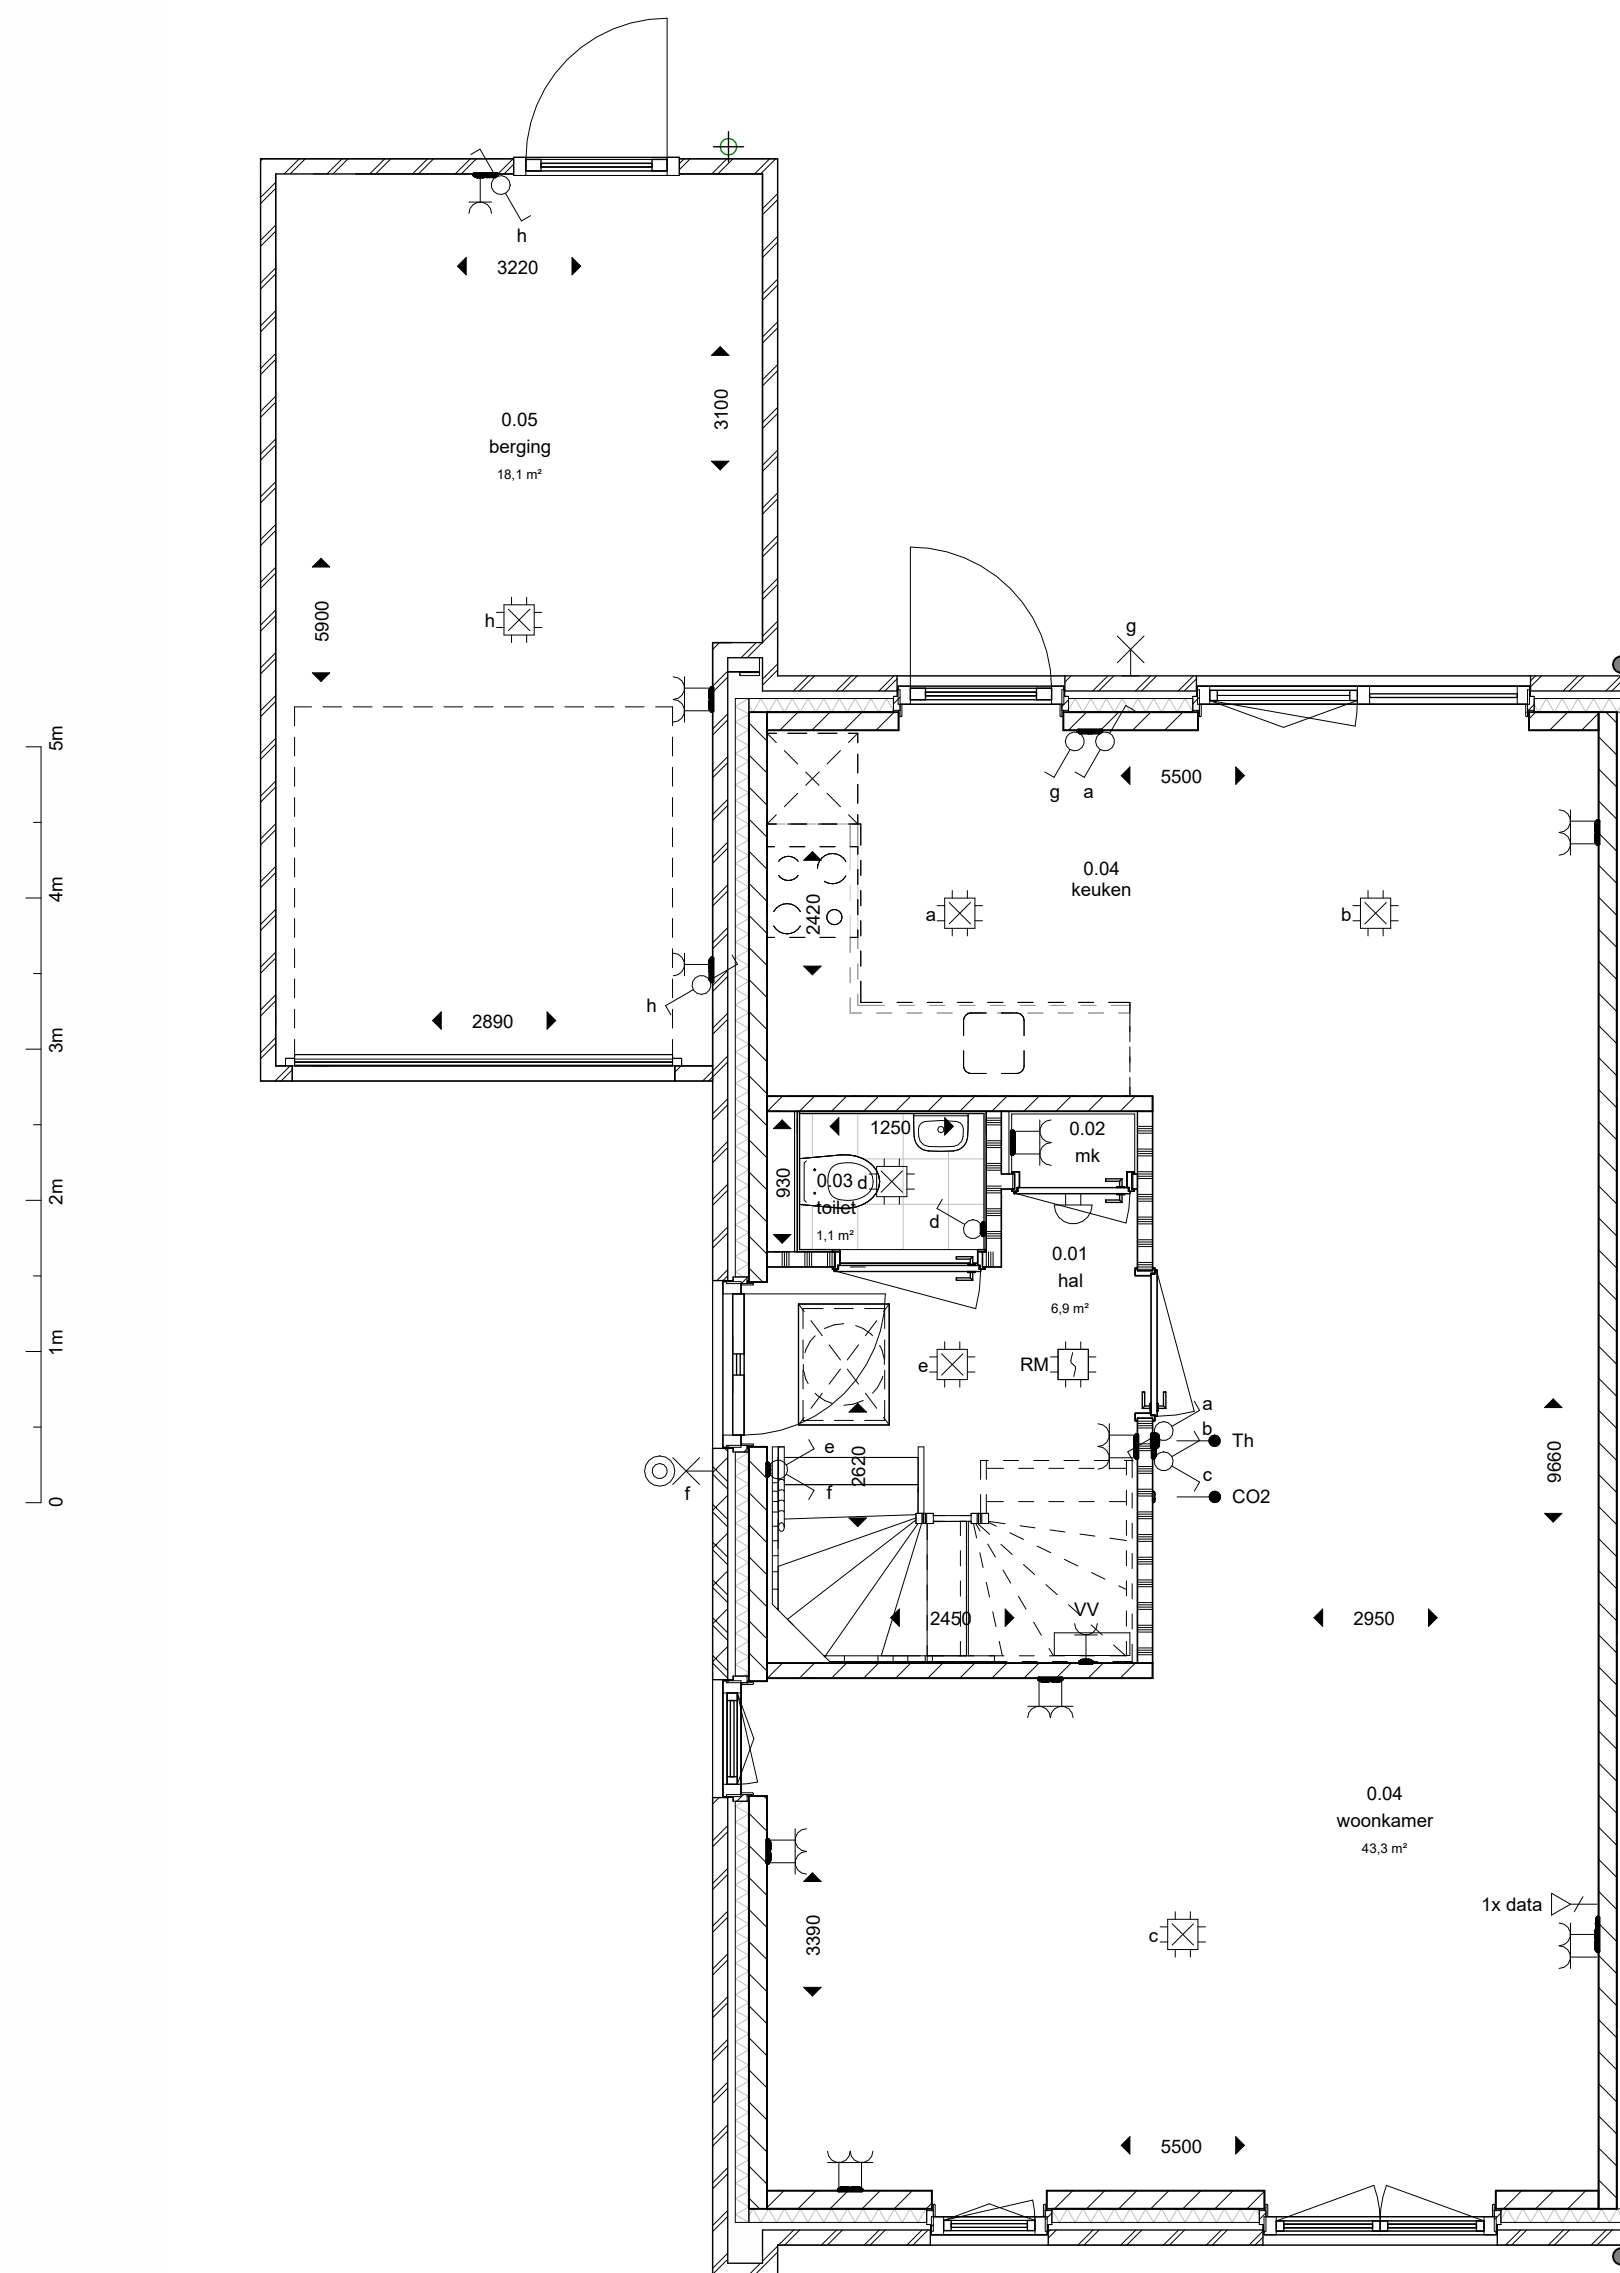 h
3220
3100
0.05
berging
18,1 m²
5900
h
g
5m
g a
5500
0.04
keuken
4m
2420
a
b
h
2890
3m
1250
0.02
mk
930
0.03 d
toilet
1,1 m²
d
2m
0.01
hal
6,9 m²
1m
e
RM
a
b
Th
e
2620
c
CO2
f
f
9660
0
2450
VV
2950
0.04
woonkamer
43,3 m²
1x data
3390
c
5500